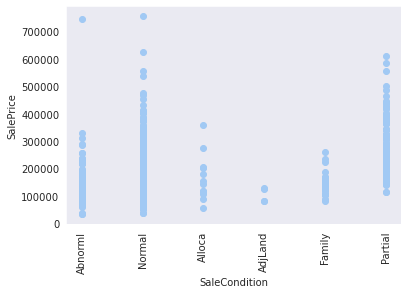 700000
600000
500000
400000
300000
200000
100000
0
SalePrice
Abnorml
Normal
Alloca
AdjLand
Family
Partial
SaleCondition